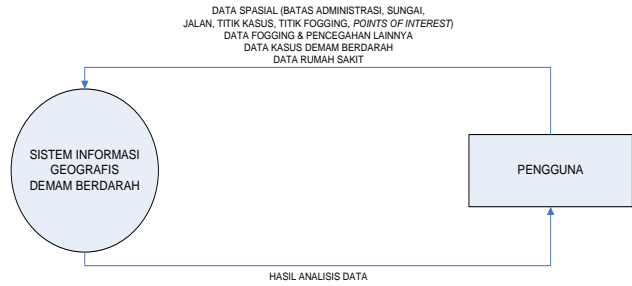 DATA SPASIAL (BATAS ADMINISTRASI, SUNGAI,
JALAN, TITIK KASUS, TITIK FOGGING, POINTS OF INTEREST)
DATA FOGGING & PENCEGAHAN LAINNYA
DATA KASUS DEMAM BERDARAH
DATA RUMAH SAKIT
SISTEM INFORMASI
GEOGRAFIS
DEMAM BERDARAH
PENGGUNA
HASIL ANALISIS DATA